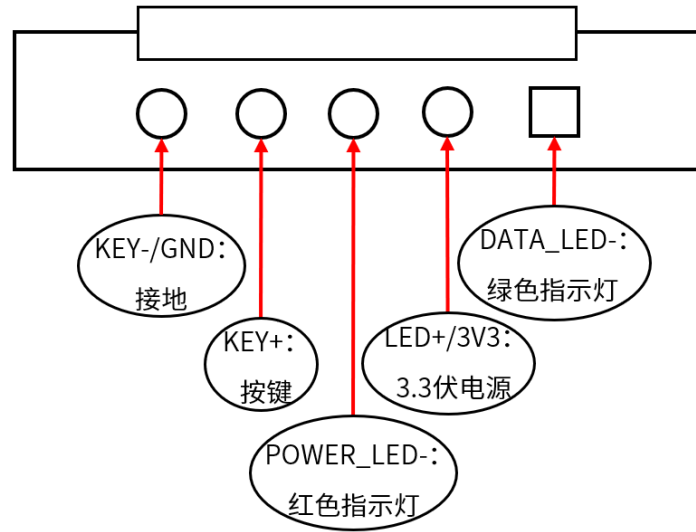 KEY-/GND：
接地
KEY+：
按键
POWER_LED-：
红色指示灯
LED+/3V3：
3.3伏电源
DATA_LED-：
绿色指示灯